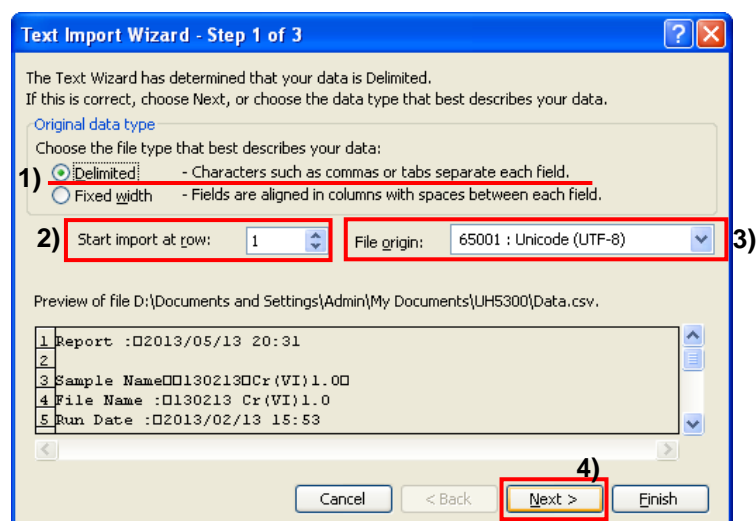 Text Import Wizard - Step 1 of 3
The Text Wizard has determined that your data is Delimited.
If this is correct, choose Next, or choose the data type that best describes your data.
Original data type
Choose the file type that best describes your data:
1) Delimited - Characters such as commas or tabs separate each field.
Fixed width - Fields are aligned in columns with spaces between each field.
2) Start import at row: 1 File origin: 65001 : Unicode (UTF-8) 3)
Preview of file D:\Documents and Settings\Admin\My Documents\UH5300\Data.csv.
1 Report :□2013/05/13 20:31
2
3 Sample Name□□130213□Cr(VI)1.0□
4 File Name :□130213 Cr(VI)1.0
5 Run Date :□2013/02/13 15:53
4)
Cancel < Back Next > Finish